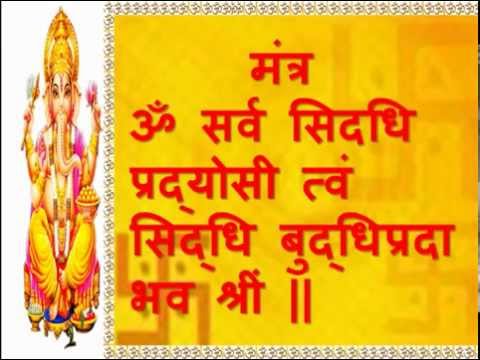 मंत्र
ॐ सर्व सिदधि
प्रद्‌योसी त्वं
सिद्‌धि बुद्‌धिप्रदा
भव श्रीं ||